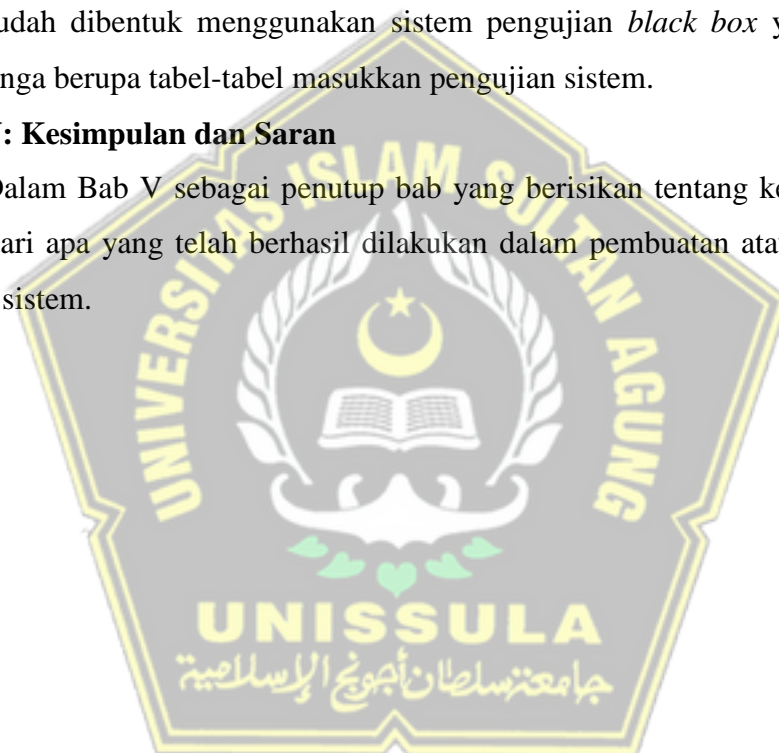 udah dibentuk menggunakan sistem pengujian black box y
nga berupa tabel-tabel masukkan pengujian sistem.
: Kesimpulan dan Saran
Dalam Bab V sebagai penutup bab yang berisikan tentang ke
ari apa yang telah berhasil dilakukan dalam pembuatan ata
sistem.
UNIVERSITAS ISLAM SULTAN AGUNG
UNISSULA
جامعة سلطان أجونج الإسلامية